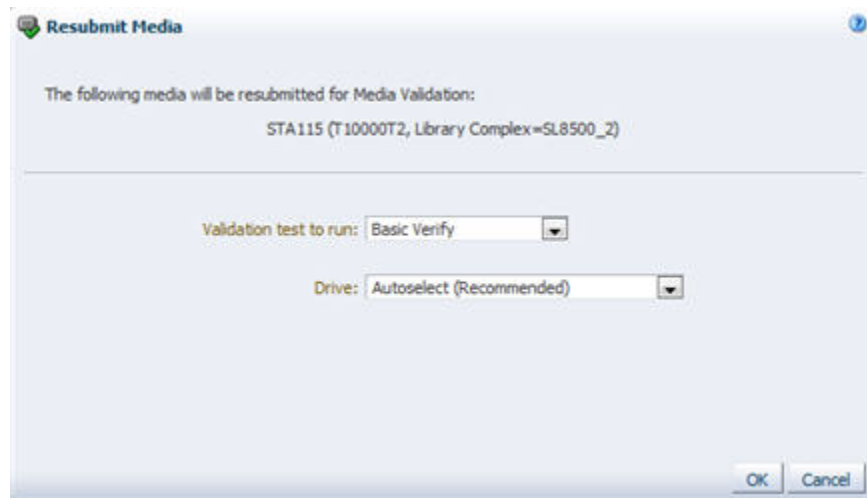 Resubmit Media
The following media will be resubmitted for Media Validation:
STA115 (T10000T2, Library Complex=SL8500_2)
Validation test to run: Basic Verify
Drive: Autoselect (Recommended)
OK Cancel